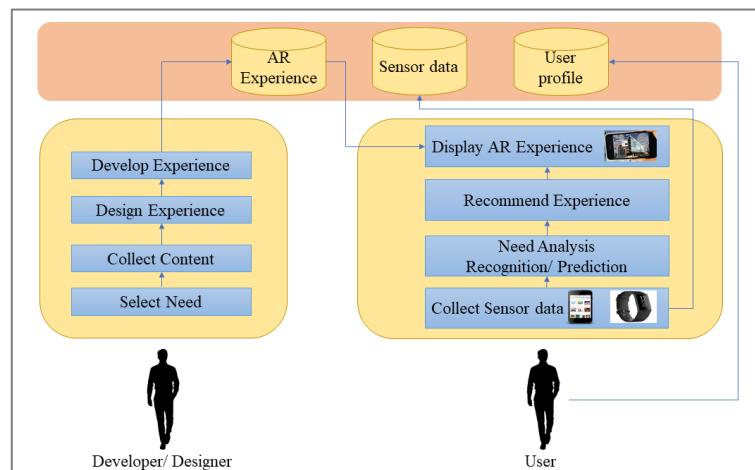 AR
Experience
Sensor data
User
profile
Develop Experience
Design Experience
Collect Content
Select Need
Display AR Experience
Recommend Experience
Need Analysis
Recognition/ Prediction
Collect Sensor data
Developer/ Designer
User